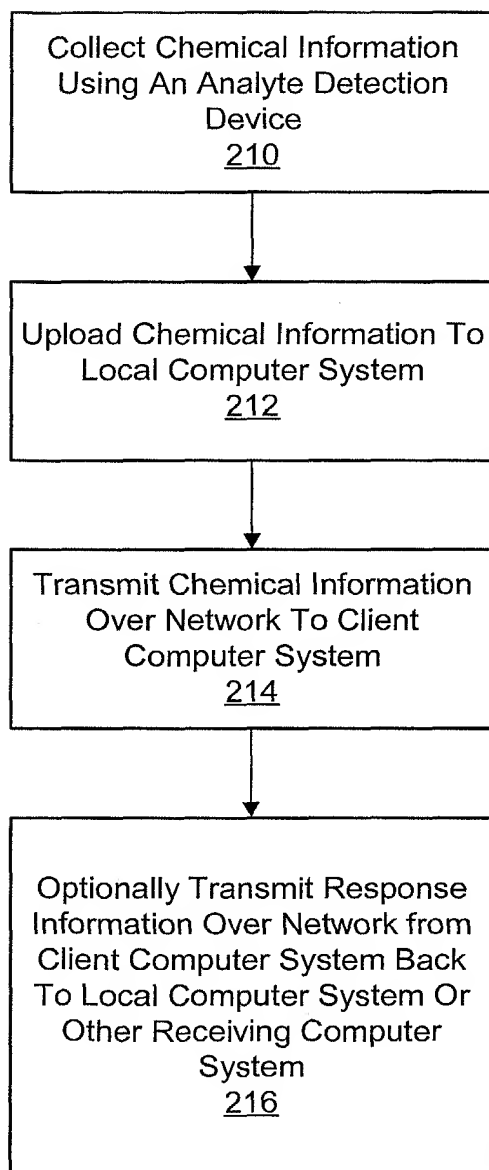 Collect Chemical Information
Using An Analyte Detection
Device
210
Upload Chemical Information To
Local Computer System
212
Transmit Chemical Information
Over Network To Client
Computer System
214
Optionally Transmit Response
Information Over Network from
Client Computer System Back
To Local Computer System Or
Other Receiving Computer
System
216